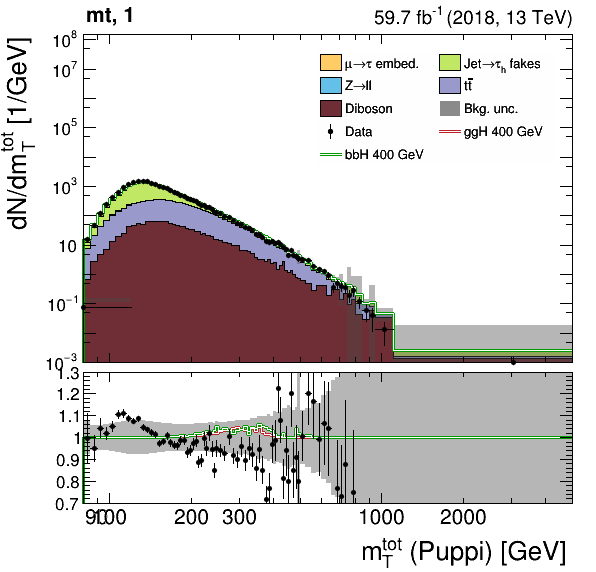 mt, 1 59.7 fb⁻¹ (2018, 13 TeV)
dN/dm_T^tot [1/GeV]
10⁸
10⁷
10⁵
10³
10
10⁻¹
10⁻³
μ→τ embed. Jet→τ_h fakes
Z→ll tt̄
Diboson Bkg. unc.
Data ggH 400 GeV
bbH 400 GeV
1.3
1.2
1.1
1
0.9
0.8
0.7
90 100 200 300 1000 2000
m_T^tot (Puppi) [GeV]